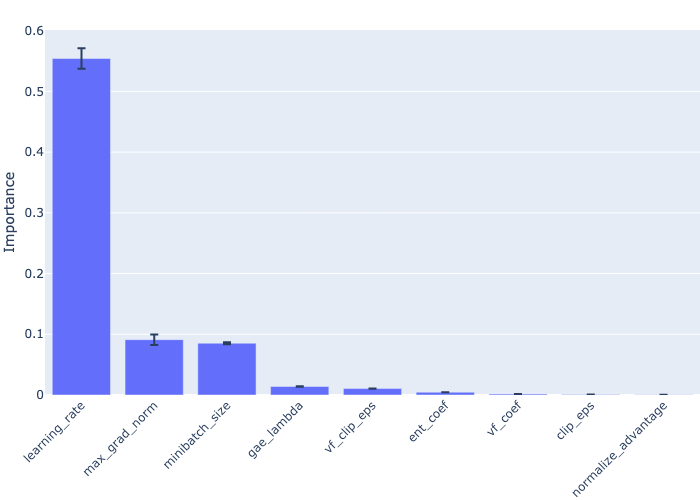 0.6
0.5
0.4
0.3
0.2
0.1
0
Importance
learning_rate
max_grad_norm
minibatch_size
gae_lambda
vf_clip_eps
ent_coef
vf_coef
clip_eps
normalize_advantage